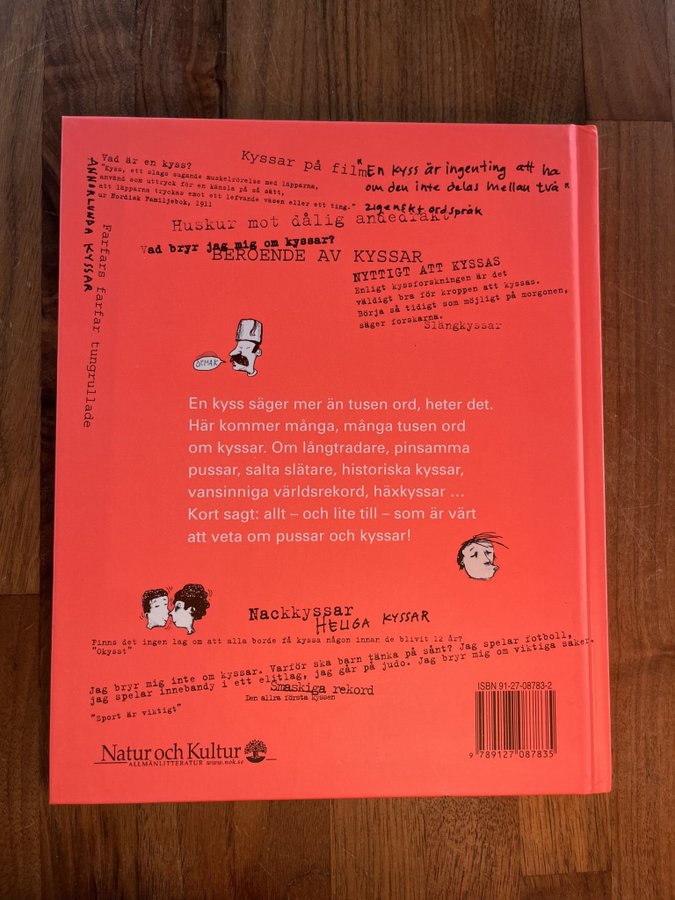 Vad är en kyss?
"Kyss, ett slags sugande muskelrörelse med läpparna,
använd som uttryck för en känsla på så sätt,
att läpparna tryckas emot ett lefvande väsen eller ett ting."
ur Nordisk Familjebok, 1911
Kyssar på film
"En kyss är ingenting att ha
om den inte delas mellan två"
zigenskt ordspråk
Huskur mot dålig andedräkt
Vad bryr jag mig om kyssar?
BEROENDE AV KYSSAR
NYTTIGT ATT KYSSAS
Enligt kyssforskningen är det
väldigt bra för kroppen att kyssas.
Börja så tidigt som möjligt på morgonen,
säger forskarna.
Slängkyssar
ANNORLUNDA KYSSAR
Farfars farfar tungrullade
CZMAK
En kyss säger mer än tusen ord, heter det.
Här kommer många, många tusen ord
om kyssar. Om långtradare, pinsamma
pussar, salta slätare, historiska kyssar,
vansinniga världsrekord, häxkyssar ...
Kort sagt: allt – och lite till – som är värt
att veta om pussar och kyssar!
Nackkyssar
HELIGA KYSSAR
Finns det ingen lag om att alla borde få kyssa någon innan de blivit 12 år?
"Okysst"
Jag bryr mig inte om kyssar. Varför ska barn tänka på sånt? Jag spelar fotboll,
jag spelar innebandy i ett elitlag, jag går på judo. Jag bryr mig om viktiga saker.
"Sport är viktigt"
Smaskiga rekord
Den allra första kyssen
Natur och Kultur
ALLMÄNLITTERATUR www.nok.se
ISBN 91-27-08783-2
9 789127 087835